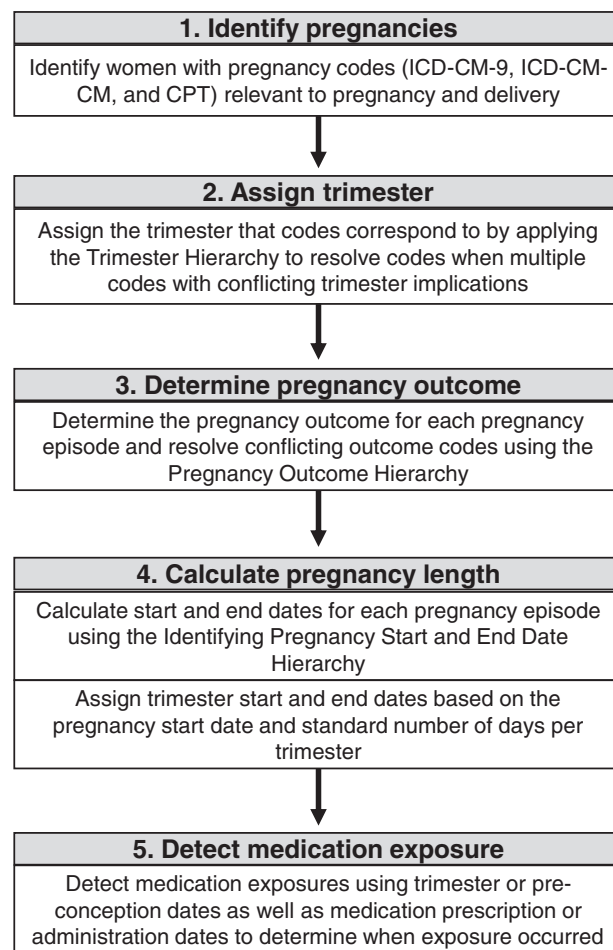 1. Identify pregnancies
Identify women with pregnancy codes (ICD-CM-9, ICD-CM-
CM, and CPT) relevant to pregnancy and delivery
2. Assign trimester
Assign the trimester that codes correspond to by applying
the Trimester Hierarchy to resolve codes when multiple
codes with conflicting trimester implications
3. Determine pregnancy outcome
Determine the pregnancy outcome for each pregnancy
episode and resolve conflicting outcome codes using the
Pregnancy Outcome Hierarchy
4. Calculate pregnancy length
Calculate start and end dates for each pregnancy episode
using the Identifying Pregnancy Start and End Date
Hierarchy
Assign trimester start and end dates based on the
pregnancy start date and standard number of days per
trimester
5. Detect medication exposure
Detect medication exposures using trimester or pre-
conception dates as well as medication prescription or
administration dates to determine when exposure occurred